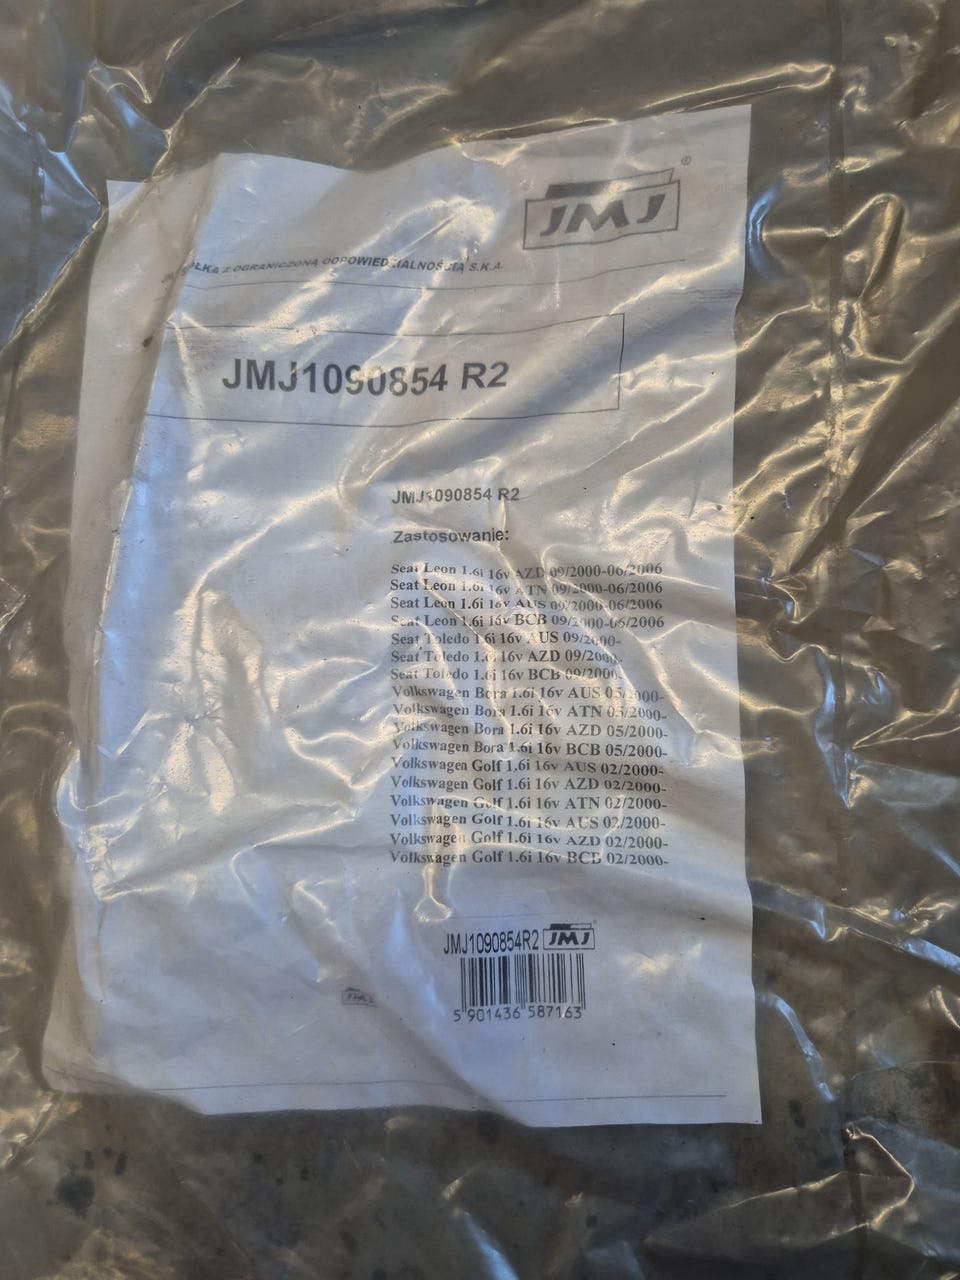 JMJ
®
SPÓŁKA Z OGRANICZONĄ ODPOWIEDZIALNOŚCIĄ S.K.A.
JMJ1090854 R2
JMJ1090854 R2
Zastosowanie:
Seat Leon 1.6i 16v AZD 09/2000-06/2006
Seat Leon 1.6i 16v ATN 09/2000-06/2006
Seat Leon 1.6i 16v AUS 09/2000-06/2006
Seat Leon 1.6i 16v BCB 09/2000-06/2006
Seat Toledo 1.6i 16v AUS 09/2000-
Seat Toledo 1.6i 16v AZD 09/2000-
Seat Toledo 1.6i 16v BCB 09/2000-
Volkswagen Bora 1.6i 16v AUS 05/2000-
Volkswagen Bora 1.6i 16v ATN 05/2000-
Volkswagen Bora 1.6i 16v AZD 05/2000-
Volkswagen Bora 1.6i 16v BCB 05/2000-
Volkswagen Golf 1.6i 16v AUS 02/2000-
Volkswagen Golf 1.6i 16v AZD 02/2000-
Volkswagen Golf 1.6i 16v ATN 02/2000-
Volkswagen Golf 1.6i 16v AUS 02/2000-
Volkswagen Golf 1.6i 16v AZD 02/2000-
Volkswagen Golf 1.6i 16v BCB 02/2000-
JMJ1090854R2 JMJ
5 901436 587163
JMJ